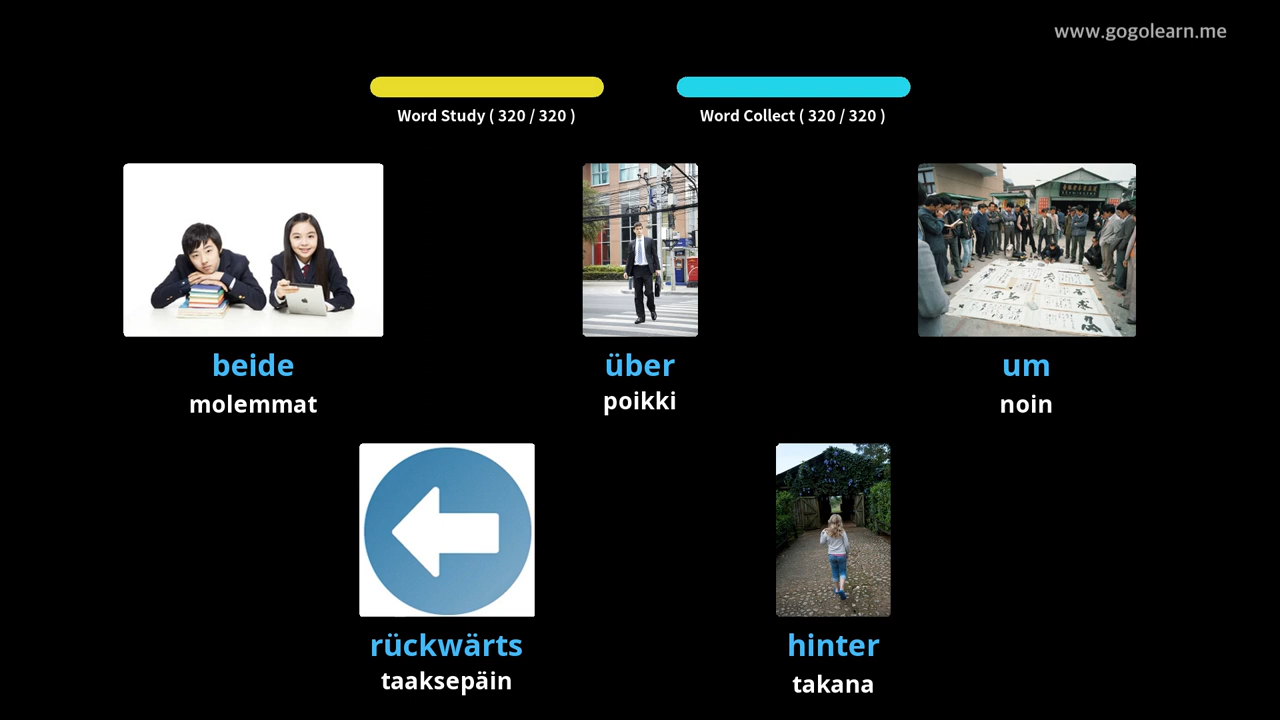 www.gogolearn.me
Word Study ( 320 / 320 )
Word Collect ( 320 / 320 )
beide
molemmat
über
poikki
um
noin
rückwärts
taaksepäin
hinter
takana